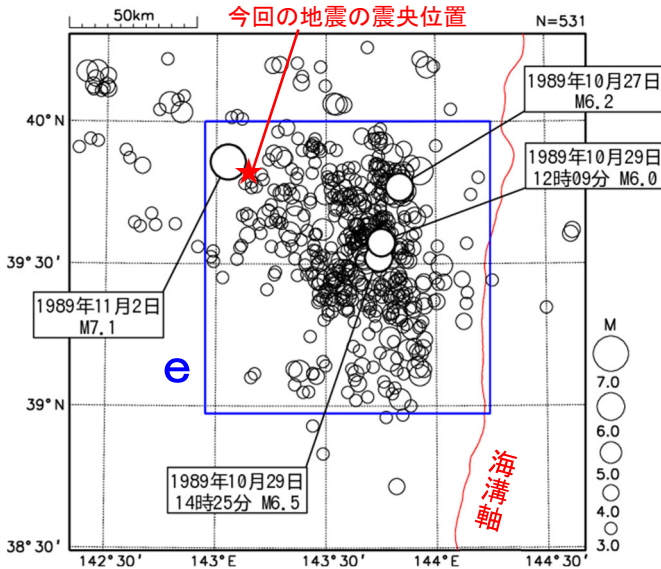 50km
今回の地震の震央位置
N=531
40°N
1989年10月27日
M6.2
1989年10月29日
12時09分 M6.0
39°30'
1989年11月2日
M7.1
e
39°N
1989年10月29日
14時25分 M6.5
海溝軸
38°30'
142°30'
143°E
143°30'
144°E
144°30'
M
7.0
6.0
5.0
4.0
3.0